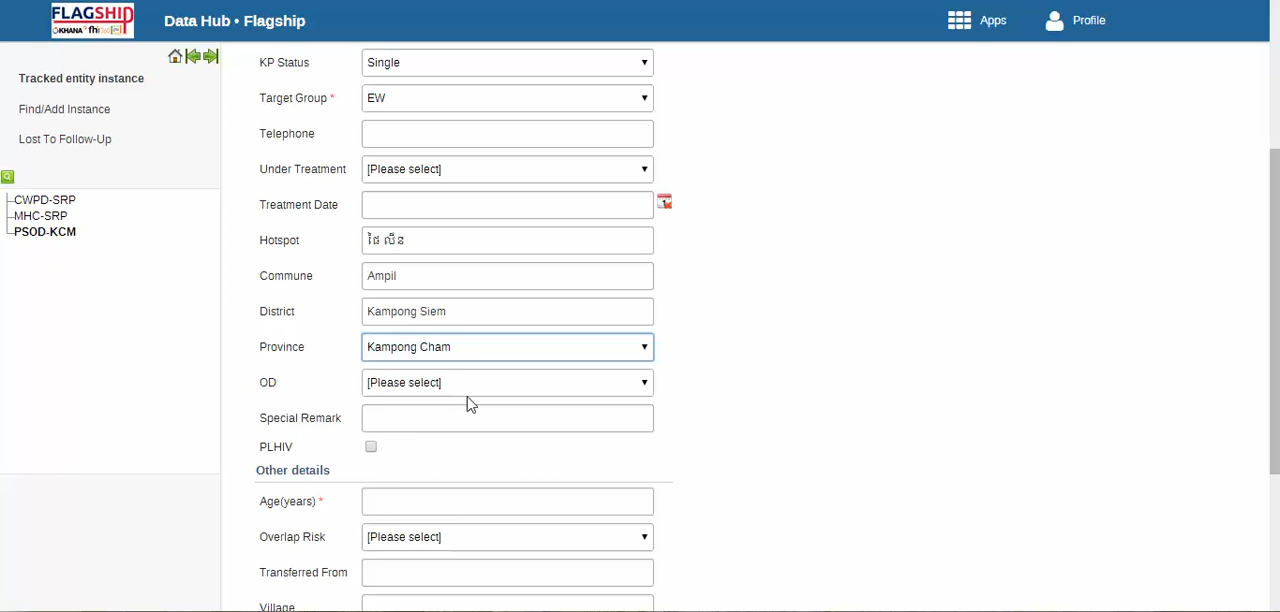 FLAGSHIP
KHANA fhi360
Data Hub • Flagship
Apps
Profile
Tracked entity instance
Find/Add Instance
Lost To Follow-Up
CWPD-SRP
MHC-SRP
PSOD-KCM
KP Status Single
Target Group * EW
Telephone
Under Treatment [Please select]
Treatment Date
Hotspot ផៃ លីន
Commune Ampil
District Kampong Siem
Province Kampong Cham
OD [Please select]
Special Remark
PLHIV
Other details
Age(years) *
Overlap Risk [Please select]
Transferred From
Village